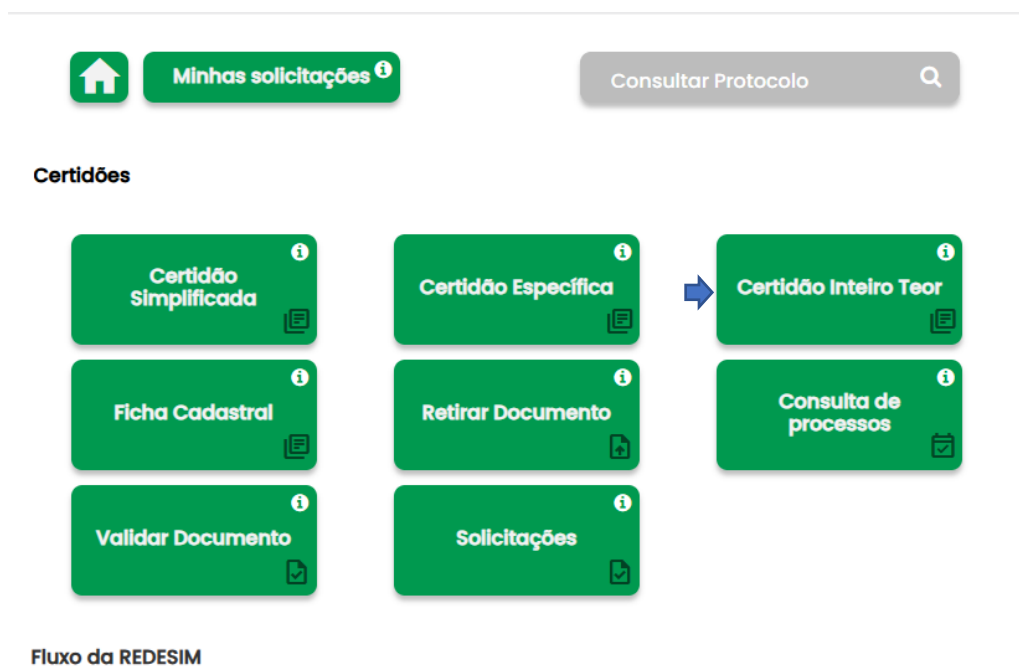 Minhas solicitações
Consultar Protocolo
Certidões
Certidão
Simplificada
Certidão Específica
Certidão Inteiro Teor
Ficha Cadastral
Retirar Documento
Consulta de
processos
Validar Documento
Solicitações
Fluxo da REDESIM